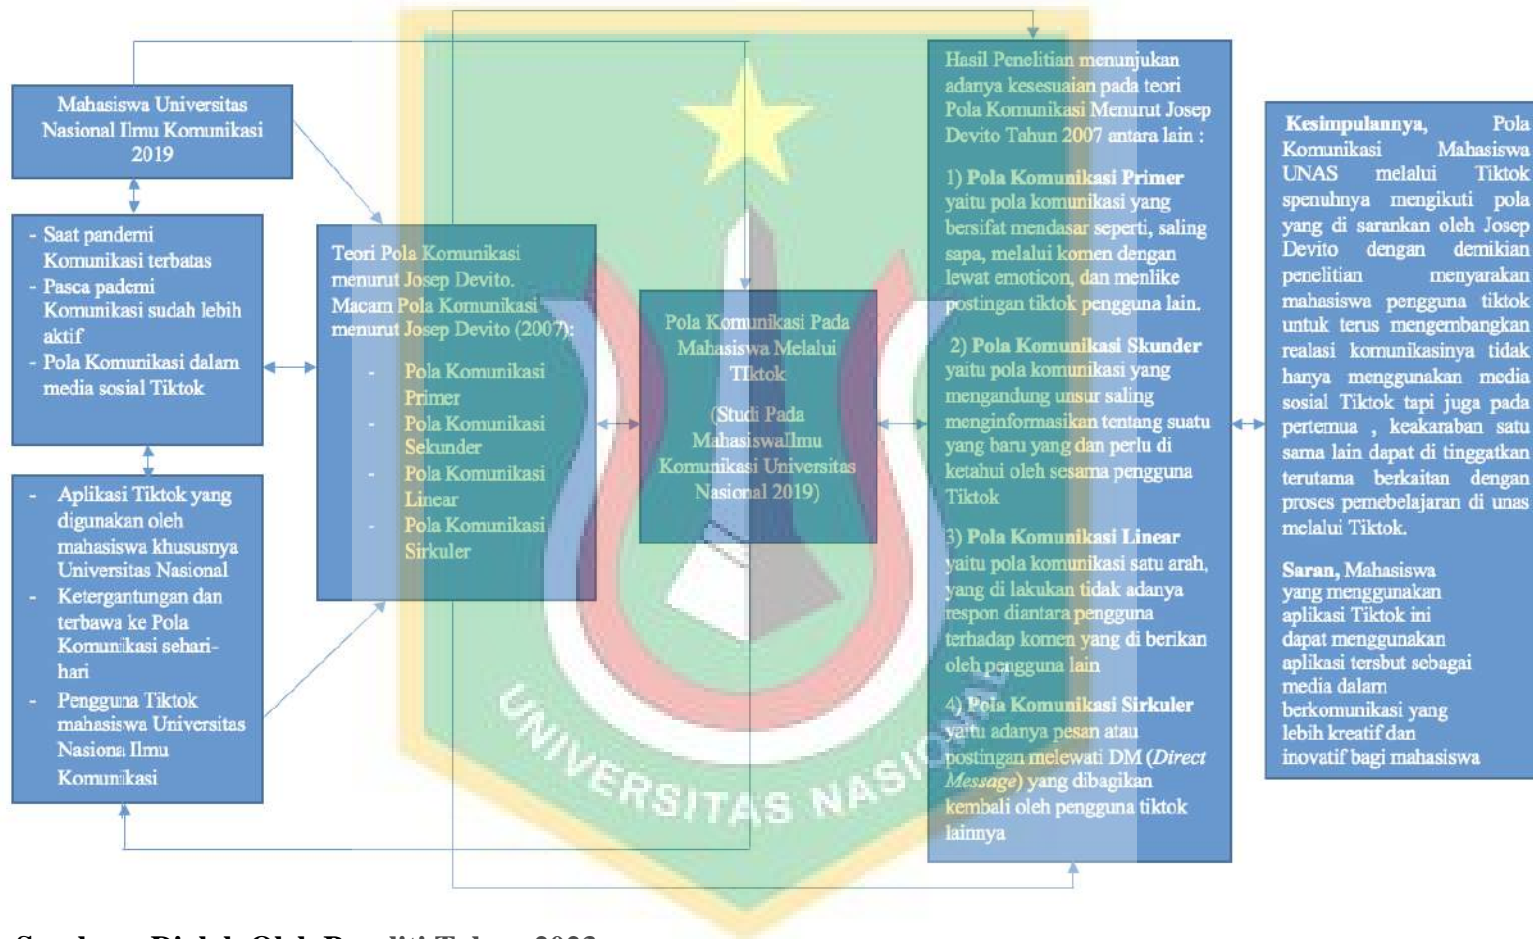 Mahasiswa Universitas
Nasional Ilmu Komunikasi
2019
- Saat pandemi
Komunikasi terbatas
- Pasca pademi
Komunikasi sudah lebih
aktif
- Pola Komunikasi dalam
media sosial Tiktok
- Aplikasi Tiktok yang
digunakan oleh
mahasiswa khususnya
Universitas Nasional
- Ketergantungan dan
terbawa ke Pola
Komunikasi sehari-
hari
- Pengguna Tiktok
mahasiswa Universitas
Nasiona Ilmu
Komunikasi
Teori Pola Komunikasi
menurut Josep Devito.
Macam Pola Komunikasi
menurut Josep Devito (2007):
- Pola Komunikasi
Primer
- Pola Komunikasi
Sekunder
- Pola Komunikasi
Linear
- Pola Komunikasi
Sirkuler
Pola Komunikasi Pada
Mahasiswa Melalui
TIktok
(Studi Pada
MahasiswaIlmu
Komunikasi Universitas
Nasional 2019)
Hasil Penelitian menunjukan
adanya kesesuaian pada teori
Pola Komunikasi Menurut Josep
Devito Tahun 2007 antara lain :
1) Pola Komunikasi Primer
yaitu pola komunikasi yang
bersifat mendasar seperti, saling
sapa, melalui komen dengan
lewat emoticon, dan menlike
postingan tiktok pengguna lain.
2) Pola Komunikasi Skunder
yaitu pola komunikasi yang
mengandung unsur saling
menginformasikan tentang suatu
yang baru yang dan perlu di
ketahui oleh sesama pengguna
Tiktok
3) Pola Komunikasi Linear
yaitu pola komunikasi satu arah,
yang di lakukan tidak adanya
respon diantara pengguna
terhadap komen yang di berikan
oleh pengguna lain
4) Pola Komunikasi Sirkuler
yaitu adanya pesan atau
postingan melewati DM (Direct
Message) yang dibagikan
kembali oleh pengguna tiktok
lainnya
Kesimpulannya, Pola
Komunikasi Mahasiswa
UNAS melalui Tiktok
spenuhnya mengikuti pola
yang di sarankan oleh Josep
Devito dengan demikian
penelitian menyarakan
mahasiswa pengguna tiktok
untuk terus mengembangkan
realasi komunikasinya tidak
hanya menggunakan media
sosial Tiktok tapi juga pada
pertemua , keakaraban satu
sama lain dapat di tinggatkan
terutama berkaitan dengan
proses pemebelajaran di unas
melalui Tiktok.
Saran, Mahasiswa
yang menggunakan
aplikasi Tiktok ini
dapat menggunakan
aplikasi tersbut sebagai
media dalam
berkomunikasi yang
lebih kreatif dan
inovatif bagi mahasiswa
UNIVERSITAS NASIONAL